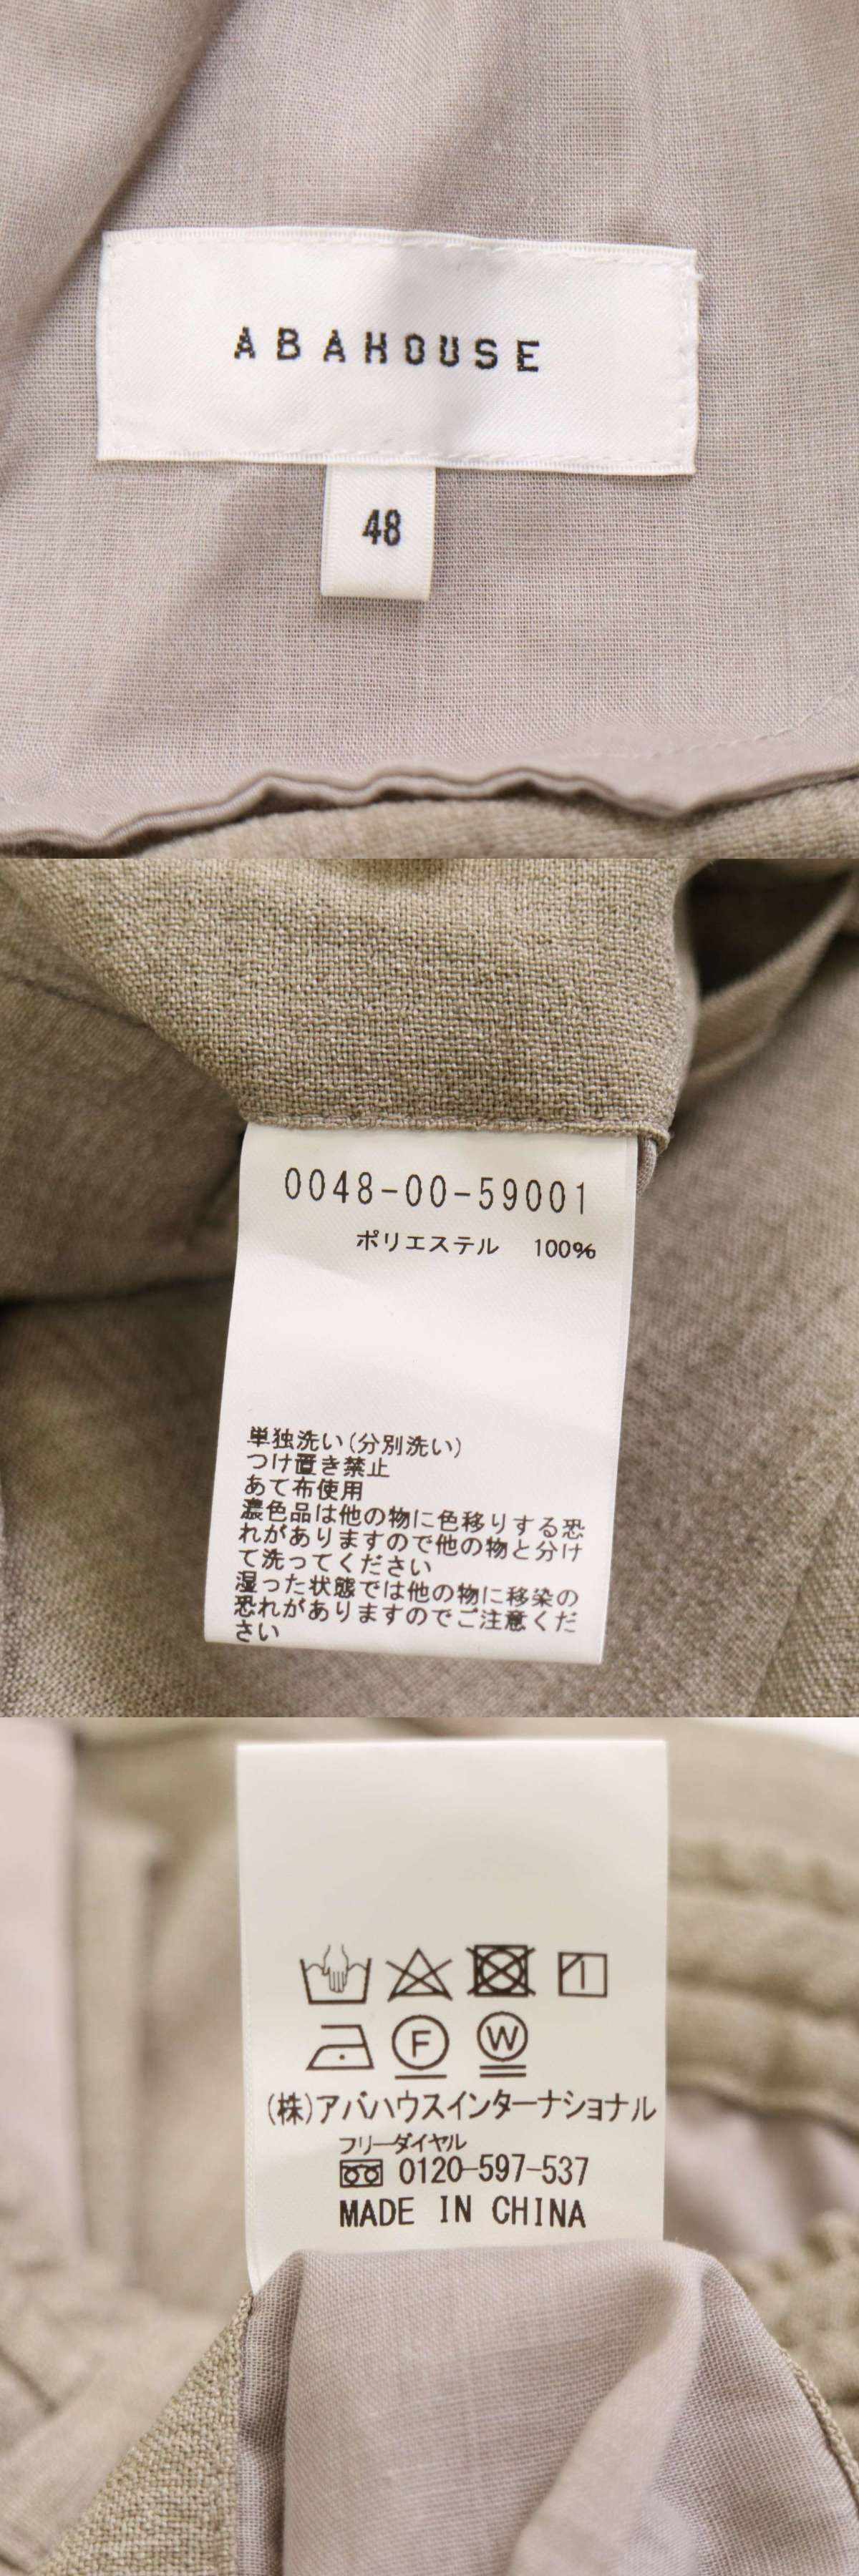 ABAHOUSE
48
0048-00-59001
ポリエステル 100%
単独洗い(分別洗い)
つけ置き禁止
あて布使用
濃色品は他の物に色移りする恐
れがありますので他の物と分け
て洗ってください
湿った状態では他の物に移染の
恐れがありますのでご注意くだ
さい
F W
(株)アバハウスインターナショナル
フリーダイヤル
0120-597-537
MADE IN CHINA